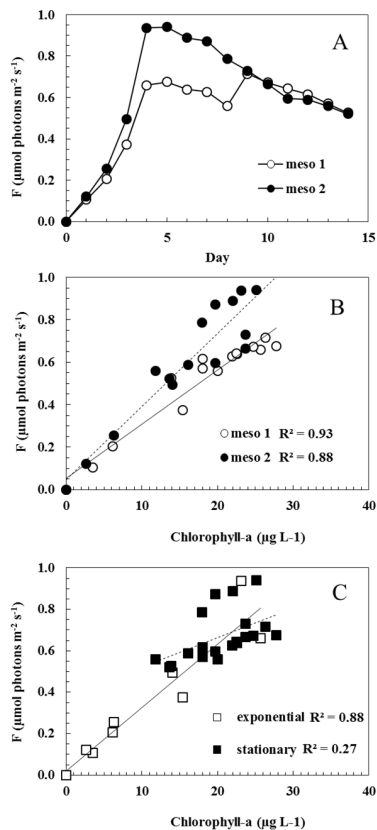 A
F (µmol photons m⁻² s⁻¹)
1.0
0.8
0.6
0.4
0.2
0.0
meso 1
meso 2
0 5 10 15
Day
B
F (µmol photons m⁻² s⁻¹)
1.0
0.8
0.6
0.4
0.2
0.0
meso 1 R² = 0.93
meso 2 R² = 0.88
0 10 20 30 40
Chlorophyll-a (µg L-1)
C
F (µmol photons m⁻² s⁻¹)
1.0
0.8
0.6
0.4
0.2
0.0
exponential R² = 0.88
stationary R² = 0.27
0 10 20 30 40
Chlorophyll-a (µg L-1)